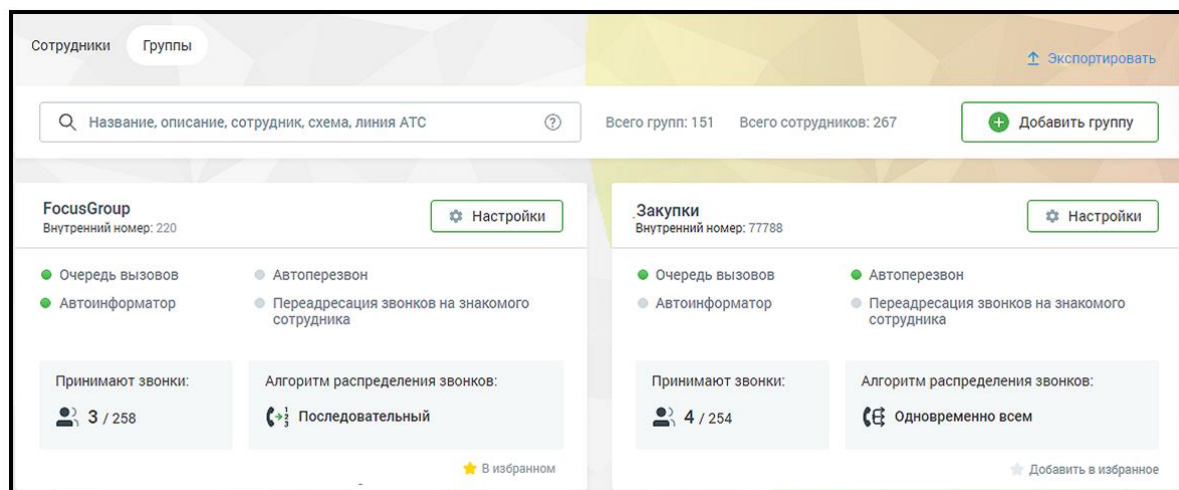 Сотрудники Группы
Экспортировать
Название, описание, сотрудник, схема, линия АТС
Всего групп: 151 Всего сотрудников: 267
Добавить группу
FocusGroup
Внутренний номер: 220
Настройки
Очередь вызовов
Автоперезвон
Автоинформатор
Переадресация звонков на знакомого
сотрудника
Принимают звонки:
3 / 258
Алгоритм распределения звонков:
Последовательный
В избранном
Закупки
Внутренний номер: 77788
Настройки
Очередь вызовов
Автоперезвон
Автоинформатор
Переадресация звонков на знакомого
сотрудника
Принимают звонки:
4 / 254
Алгоритм распределения звонков:
Одновременно всем
Добавить в избранное